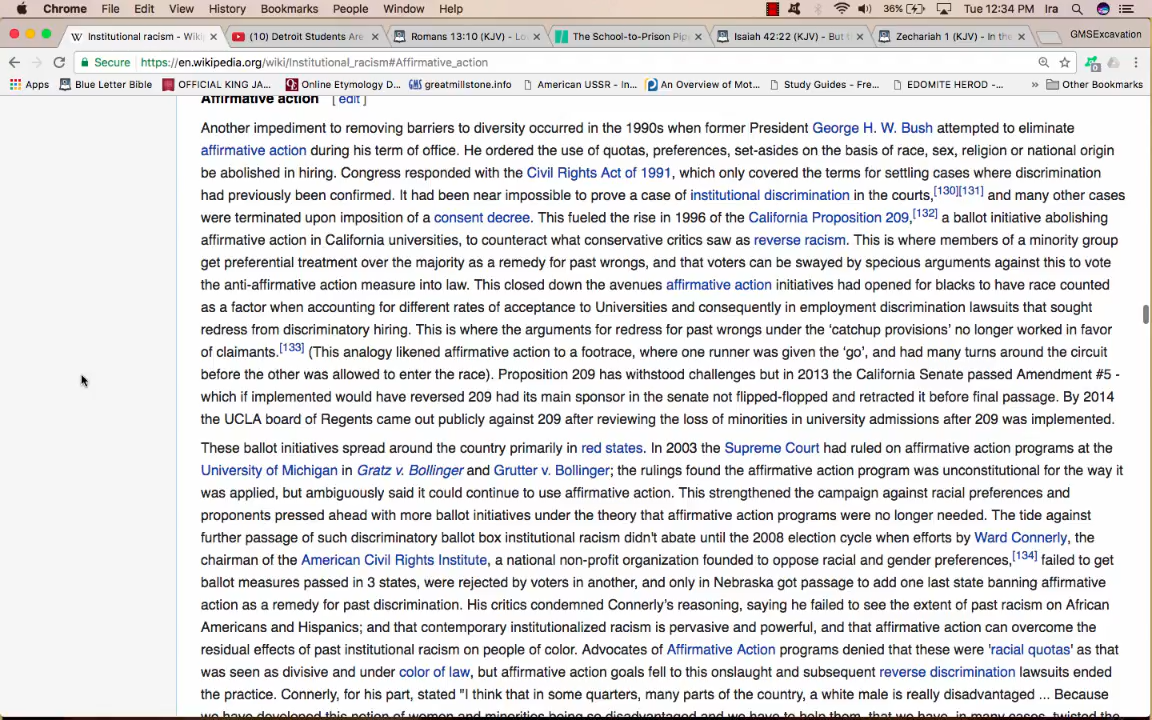 Chrome File Edit View History Bookmarks People Window Help 36% Tue 12:34 PM Ira
Institutional racism - Wiki (10) Detroit Students Are Romans 13:10 (KJV) - Lo The School-to-Prison Pip Isaiah 42:22 (KJV) - But Zechariah 1 (KJV) - In the GMSExcavation
Secure https://en.wikipedia.org/wiki/Institutional_racism#Affirmative_action
Apps Blue Letter Bible OFFICIAL KING JA... Online Etymology D... greatmillstone.info American USSR - In... An Overview of Mot... Study Guides - Fre... EDOMITE HEROD -... » Other Bookmarks
Affirmative action [ edit ]
Another impediment to removing barriers to diversity occurred in the 1990s when former President George H. W. Bush attempted to eliminate
affirmative action during his term of office. He ordered the use of quotas, preferences, set-asides on the basis of race, sex, religion or national origin
be abolished in hiring. Congress responded with the Civil Rights Act of 1991, which only covered the terms for settling cases where discrimination
had previously been confirmed. It had been near impossible to prove a case of institutional discrimination in the courts,[130][131] and many other cases
were terminated upon imposition of a consent decree. This fueled the rise in 1996 of the California Proposition 209,[132] a ballot initiative abolishing
affirmative action in California universities, to counteract what conservative critics saw as reverse racism. This is where members of a minority group
get preferential treatment over the majority as a remedy for past wrongs, and that voters can be swayed by specious arguments against this to vote
the anti-affirmative action measure into law. This closed down the avenues affirmative action initiatives had opened for blacks to have race counted
as a factor when accounting for different rates of acceptance to Universities and consequently in employment discrimination lawsuits that sought
redress from discriminatory hiring. This is where the arguments for redress for past wrongs under the ‘catchup provisions’ no longer worked in favor
of claimants.[133] (This analogy likened affirmative action to a footrace, where one runner was given the ‘go’, and had many turns around the circuit
before the other was allowed to enter the race). Proposition 209 has withstood challenges but in 2013 the California Senate passed Amendment #5 -
which if implemented would have reversed 209 had its main sponsor in the senate not flipped-flopped and retracted it before final passage. By 2014
the UCLA board of Regents came out publicly against 209 after reviewing the loss of minorities in university admissions after 209 was implemented.
These ballot initiatives spread around the country primarily in red states. In 2003 the Supreme Court had ruled on affirmative action programs at the
University of Michigan in Gratz v. Bollinger and Grutter v. Bollinger; the rulings found the affirmative action program was unconstitutional for the way it
was applied, but ambiguously said it could continue to use affirmative action. This strengthened the campaign against racial preferences and
proponents pressed ahead with more ballot initiatives under the theory that affirmative action programs were no longer needed. The tide against
further passage of such discriminatory ballot box institutional racism didn't abate until the 2008 election cycle when efforts by Ward Connerly, the
chairman of the American Civil Rights Institute, a national non-profit organization founded to oppose racial and gender preferences,[134] failed to get
ballot measures passed in 3 states, were rejected by voters in another, and only in Nebraska got passage to add one last state banning affirmative
action as a remedy for past discrimination. His critics condemned Connerly’s reasoning, saying he failed to see the extent of past racism on African
Americans and Hispanics; and that contemporary institutionalized racism is pervasive and powerful, and that affirmative action can overcome the
residual effects of past institutional racism on people of color. Advocates of Affirmative Action programs denied that these were 'racial quotas' as that
was seen as divisive and under color of law, but affirmative action goals fell to this onslaught and subsequent reverse discrimination lawsuits ended
the practice. Connerly, for his part, stated "I think that in some quarters, many parts of the country, a white male is really disadvantaged ... Because
we have developed this notion of women and minorities being so disadvantaged and we have to help them, that we have, in many cases, twisted the